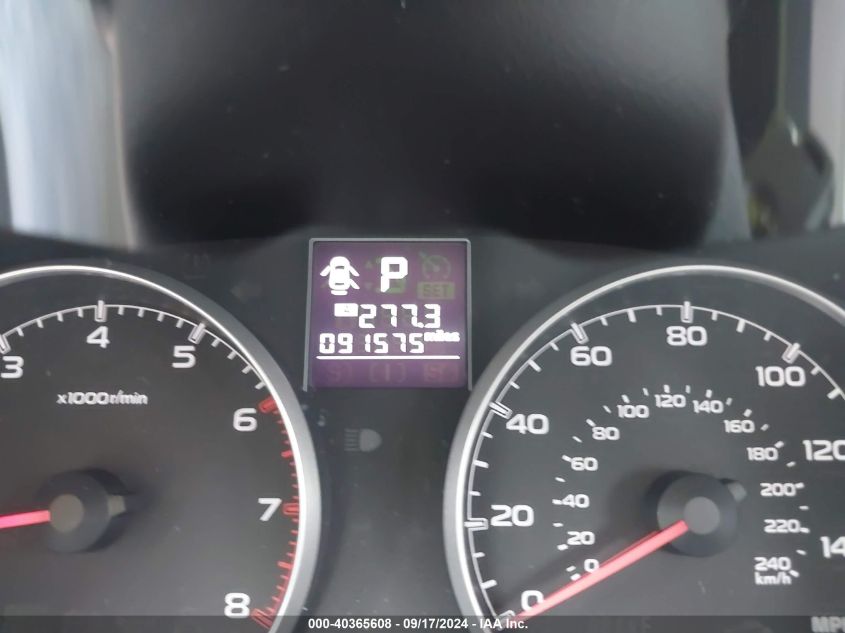 P
SET
277.3
091575 miles
3 4 5 6 7 8
x1000r/min
0 20 40 60 80 100 120
0 20 40 60 80 100 120 140 160 180 200 220 240
km/h
000-40365608 - 09/17/2024 - IAA Inc.